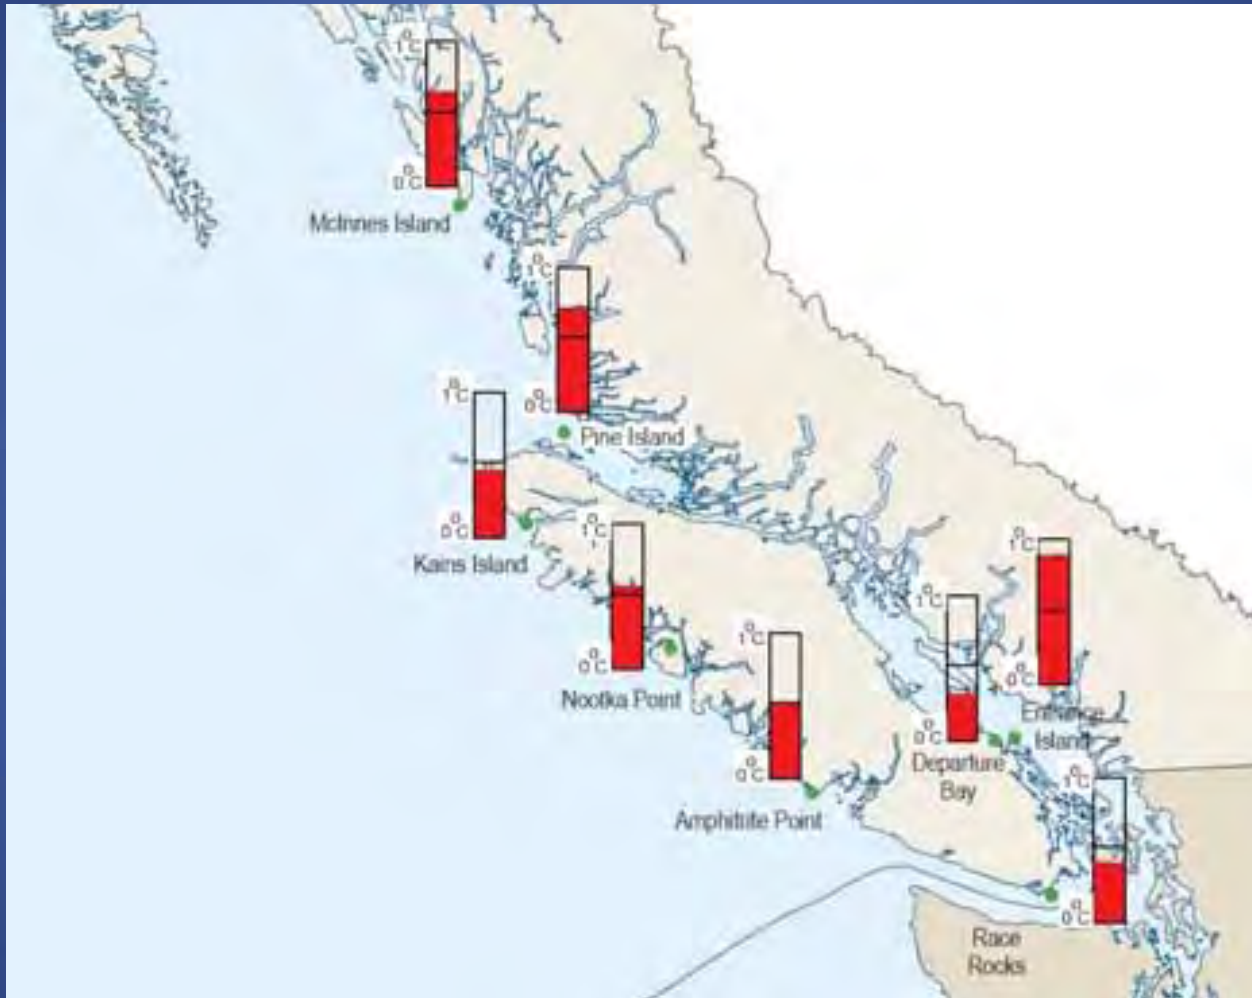 1°C
0°C
McInnes Island
1°C
0°C
Pine Island
1°C
0°C
Kains Island
1°C
0°C
Nootka Point
1°C
0°C
Amphitrite Point
1°C
0°C
Departure
Bay
1°C
0°C
Entrance
Island
1°C
0°C
Race
Rocks